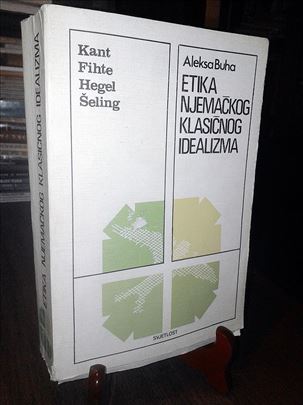 Kant
Fihte
Hegel
Šeling
Aleksa Buha
ETIKA
NJEMAČKOG
KLASIČNOG
IDEALIZMA
SVJETLOST
ETIKA NJEMAČKOG KLASIČNOG IDEALIZMA